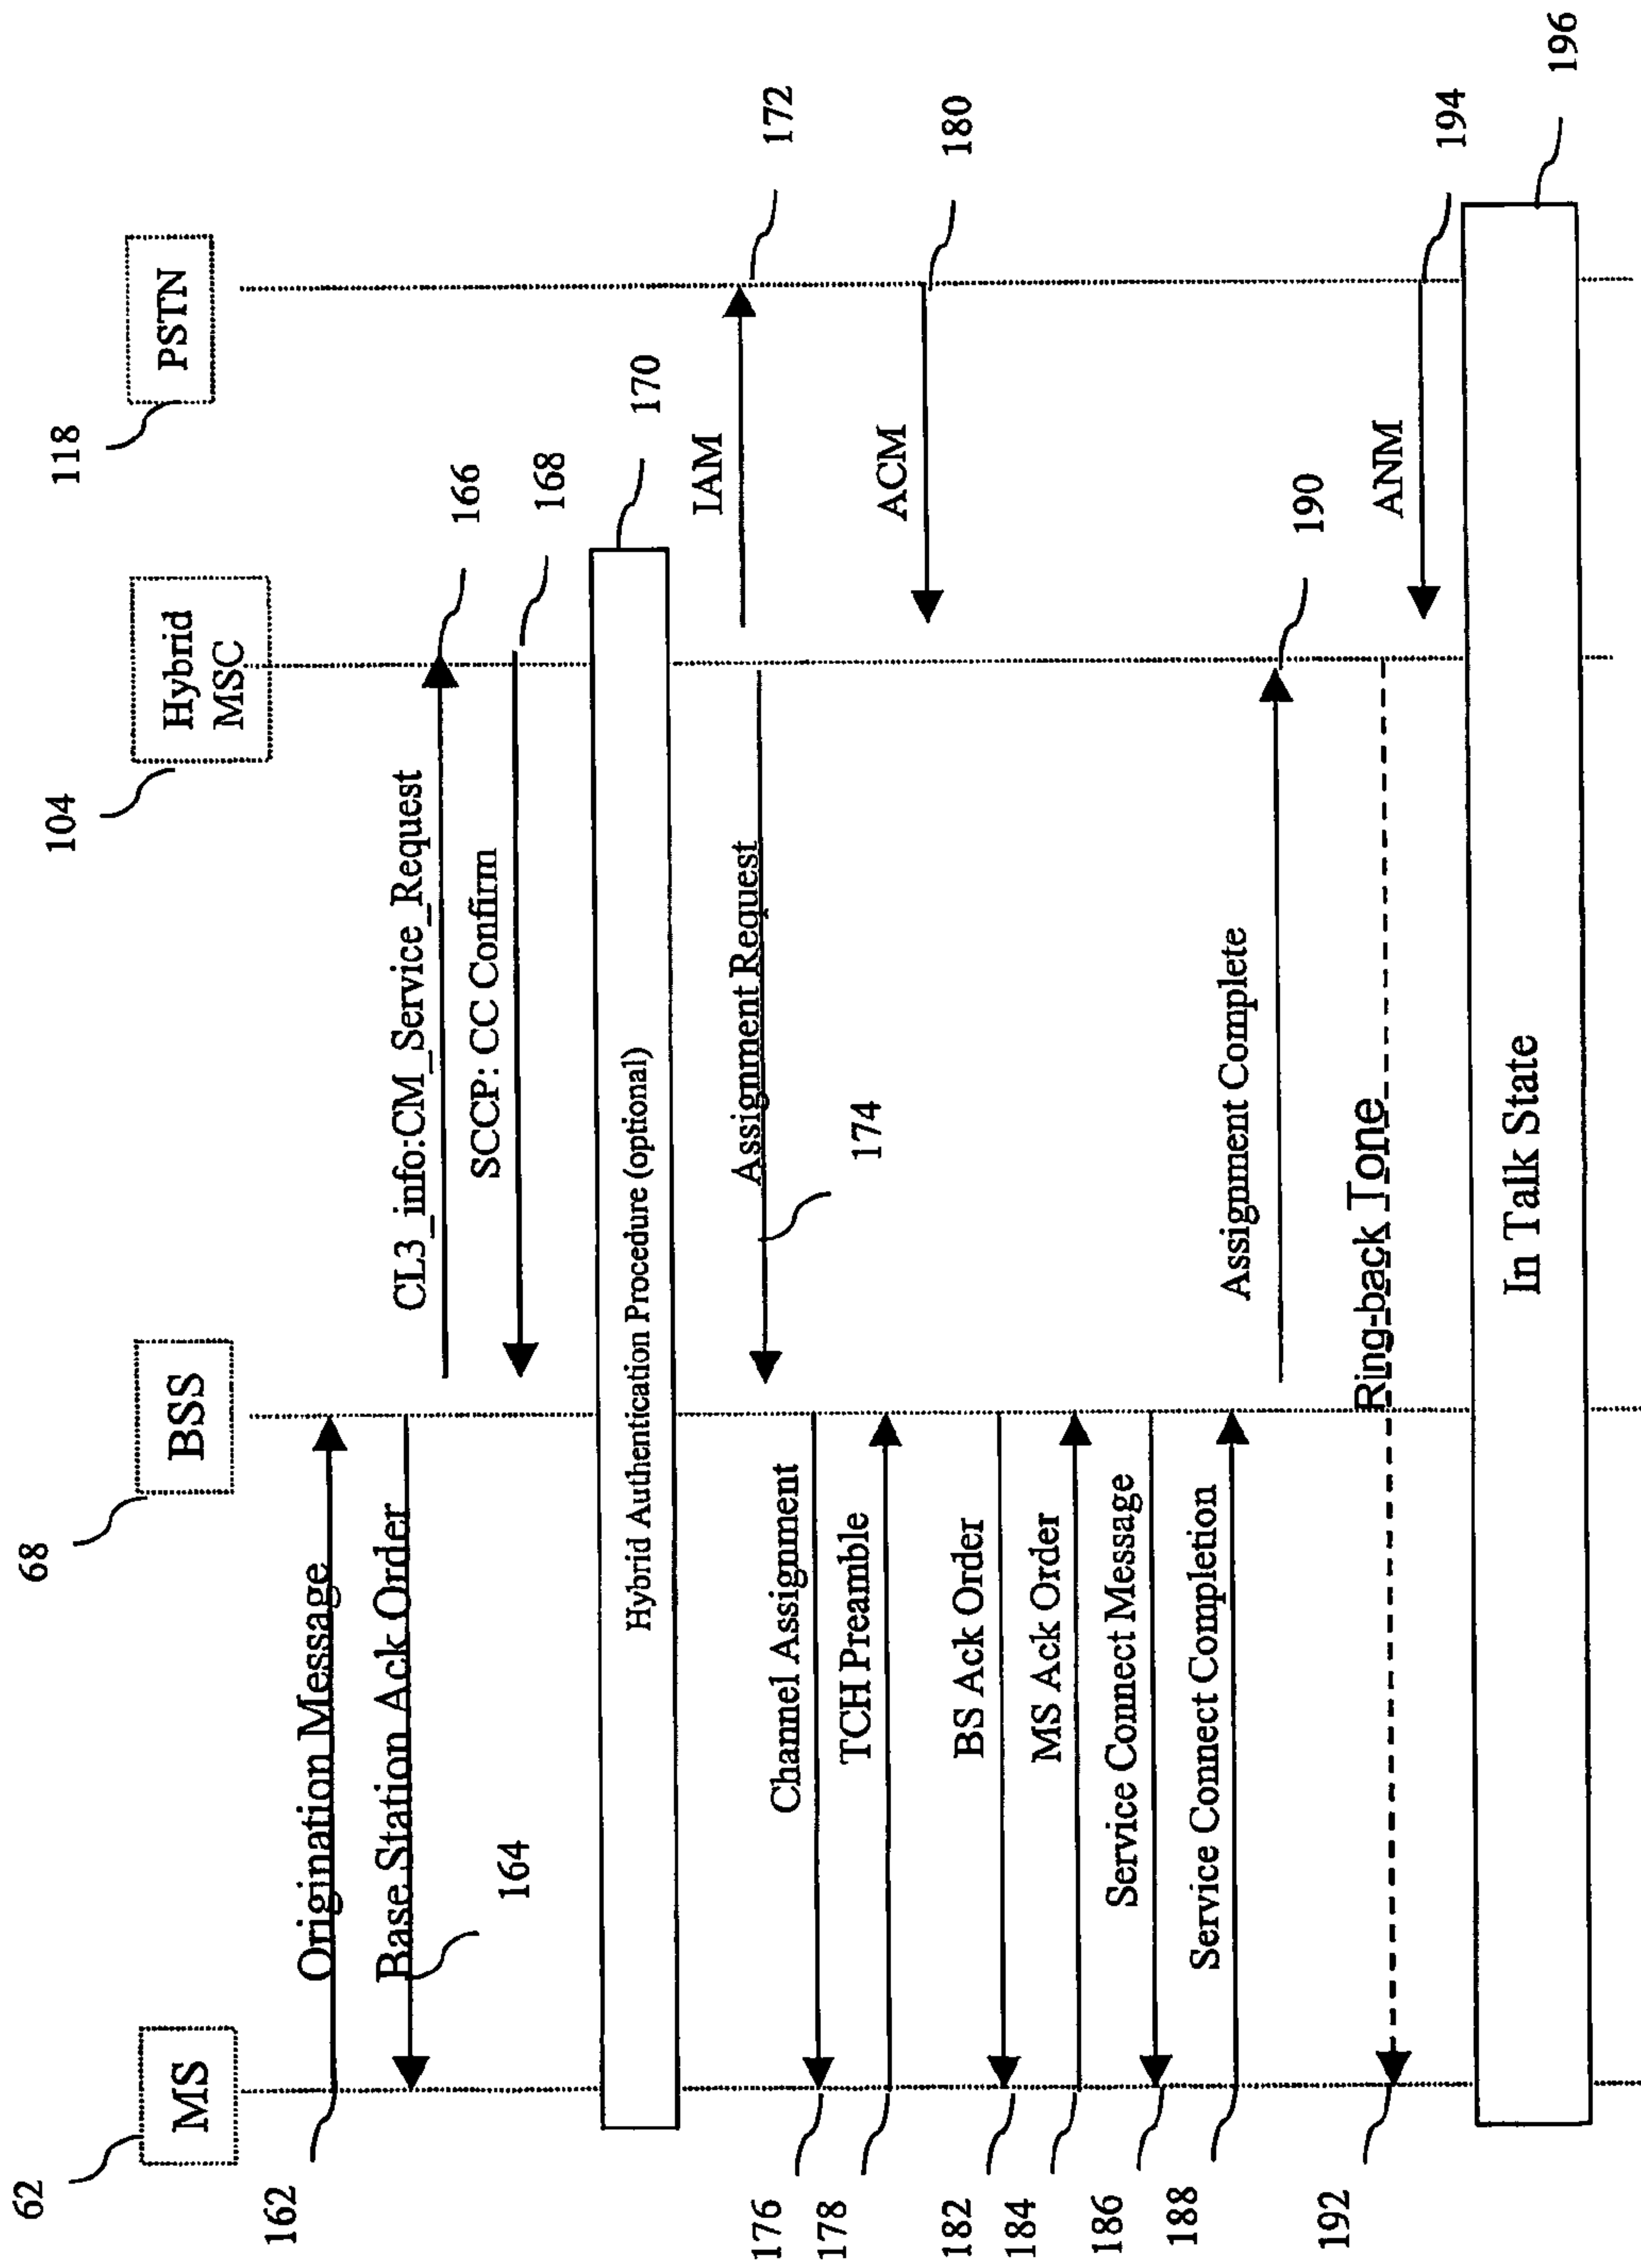 62
MS
68
BSS
104
Hybrid
MSC
118
PSTN
162
Origination Message
Base Station Ack Order
164
CL3_info:CM_Service_Request
166
SCCP: CC Confirm
168
Hybrid Authentication Procedure (optional)
170
IAM
172
Assignment Request
174
176
Channel Assignment
178
TCH Preamble
ACM
180
182
BS Ack Order
184
MS Ack Order
186
Service Connect Message
188
Service Connect Completion
Assignment Complete
190
192
Ring-back Tone
ANM
194
In Talk State
196